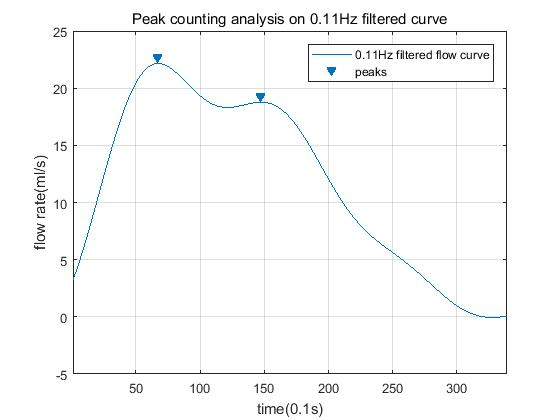 Peak counting analysis on 0.11Hz filtered curve
0.11Hz filtered flow curve
peaks
25
20
15
10
5
0
-5
flow rate(ml/s)
50 100 150 200 250 300
time(0.1s)